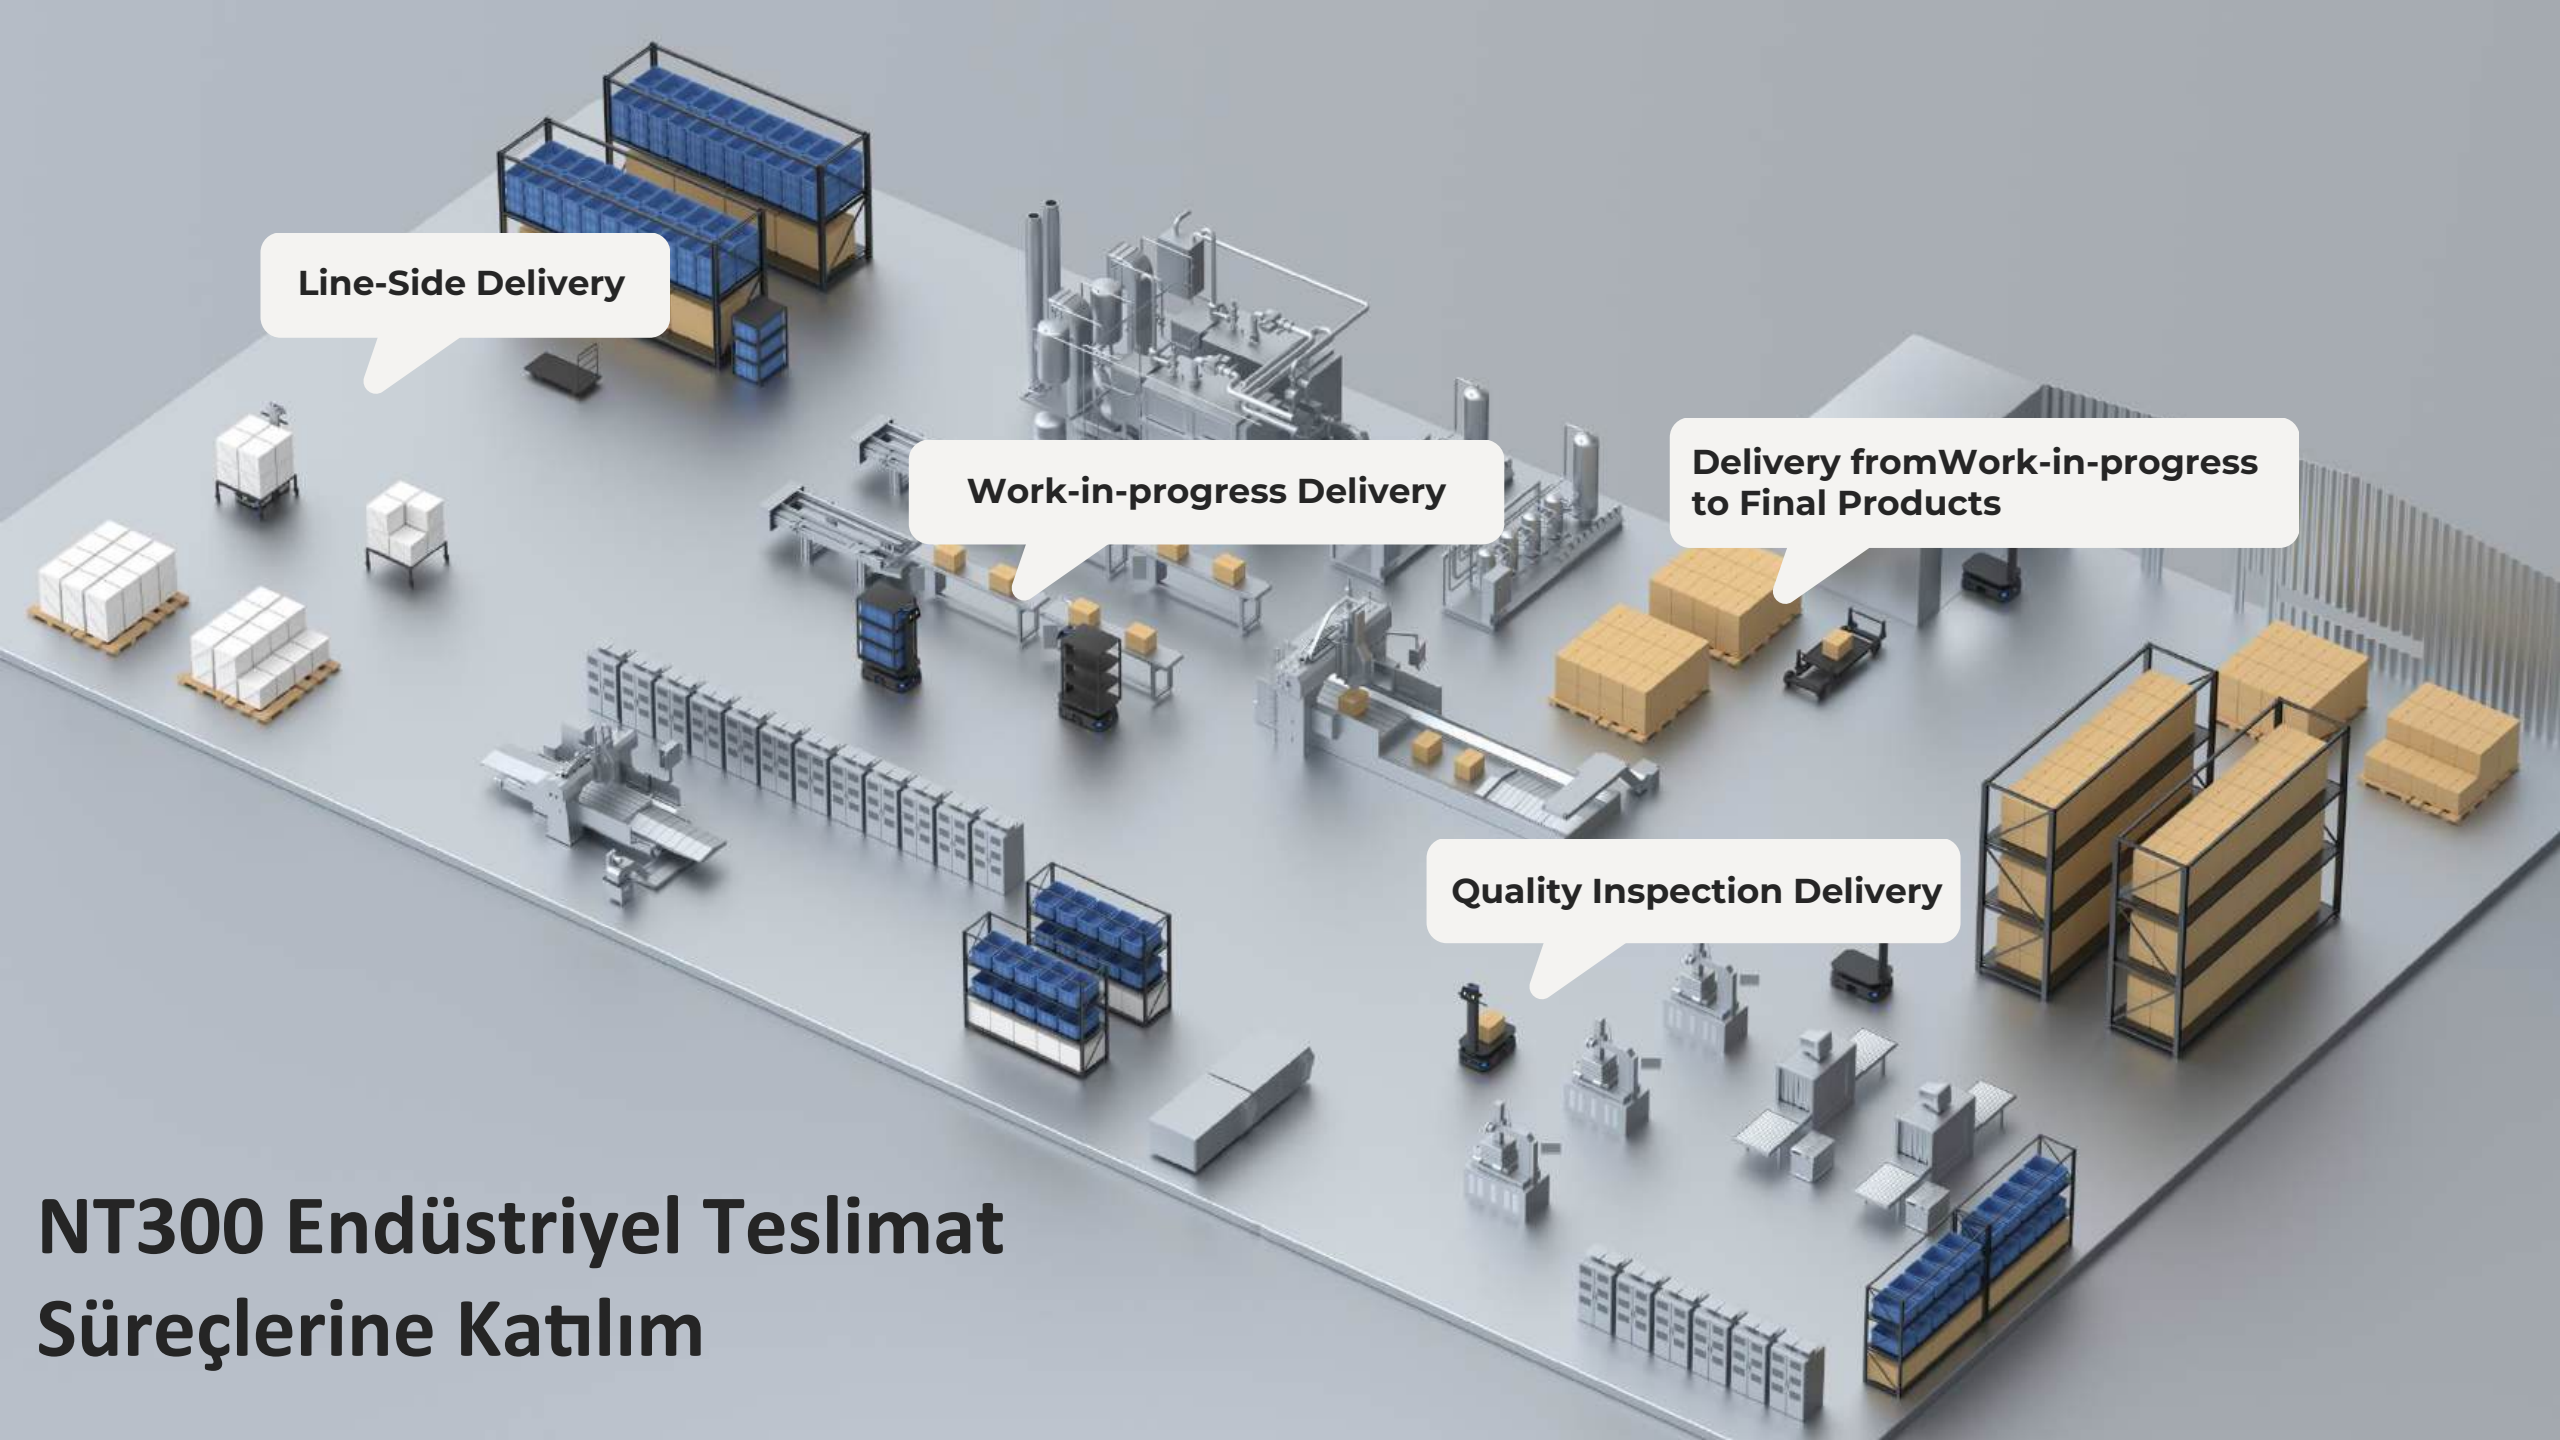 Line-Side Delivery
Work-in-progress Delivery
Delivery fromWork-in-progress
to Final Products
Quality Inspection Delivery
NT300 Endüstriyel Teslimat
Süreçlerine Katılım